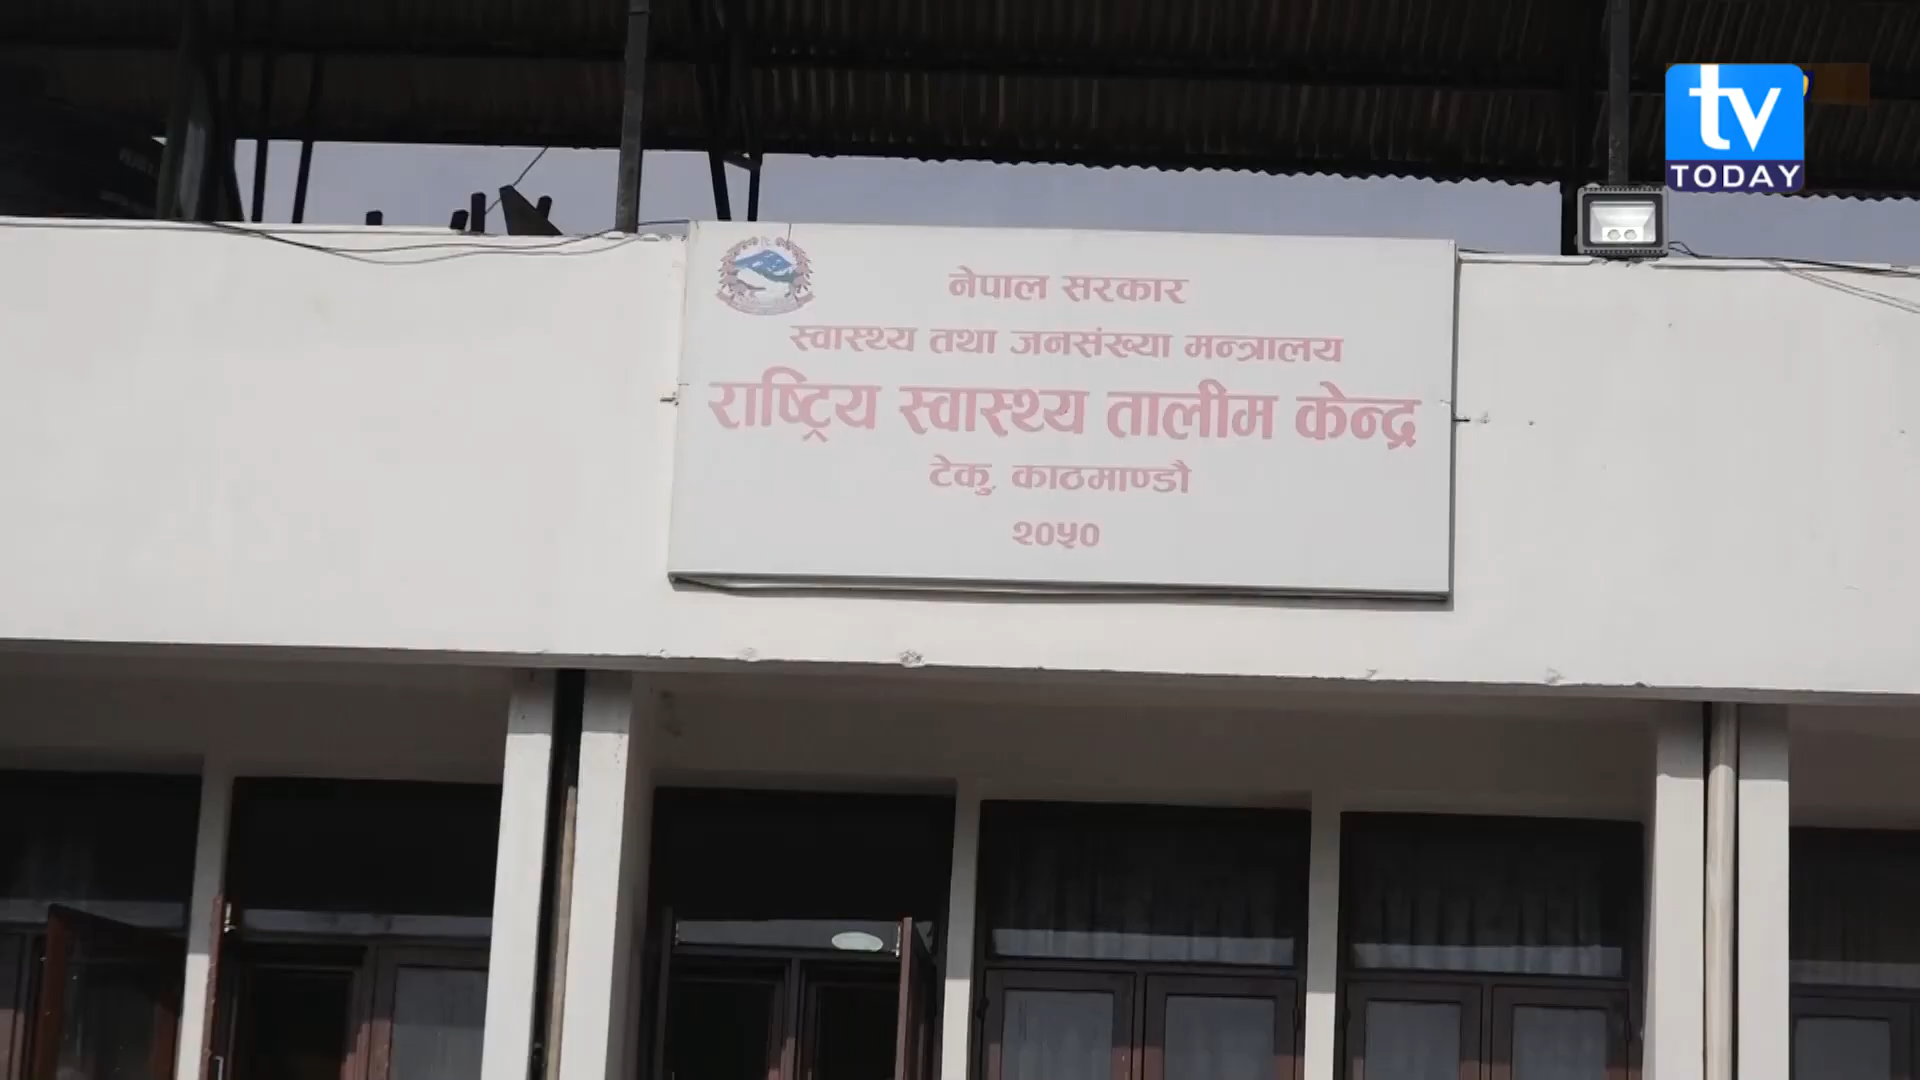 नेपाल सरकार
स्वास्थ्य तथा जनसंख्या मन्त्रालय
राष्ट्रिय स्वास्थ्य तालीम केन्द्र
टेकु, काठमाण्डौ
२०५०
tv
TODAY